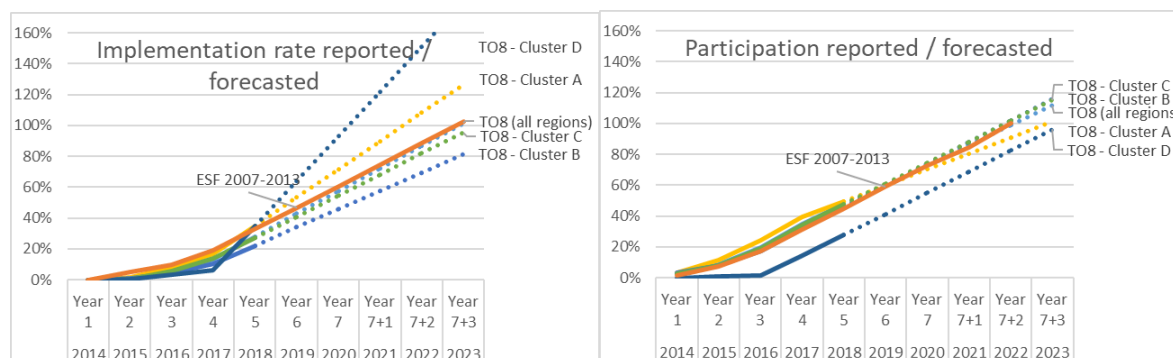 160%
140%
120%
100%
80%
60%
40%
20%
0%
Implementation rate reported /
forecasted
ESF 2007-2013
TO8 - Cluster D
TO8 - Cluster A
TO8 (all regions)
TO8 - Cluster C
TO8 - Cluster B
Year Year Year Year Year Year Year Year Year Year
1 2 3 4 5 6 7 7+1 7+2 7+3
2014 2015 2016 2017 2018 2019 2020 2021 2022 2023
160%
140%
120%
100%
80%
60%
40%
20%
0%
Participation reported / forecasted
ESF 2007-2013
TO8 - Cluster C
TO8 - Cluster B
TO8 (all regions
TO8 - Cluster A
TO8 - Cluster D
Year Year Year Year Year Year Year Year Year Year
1 2 3 4 5 6 7 7+1 7+2 7+3
2014 2015 2016 2017 2018 2019 2020 2021 2022 2023